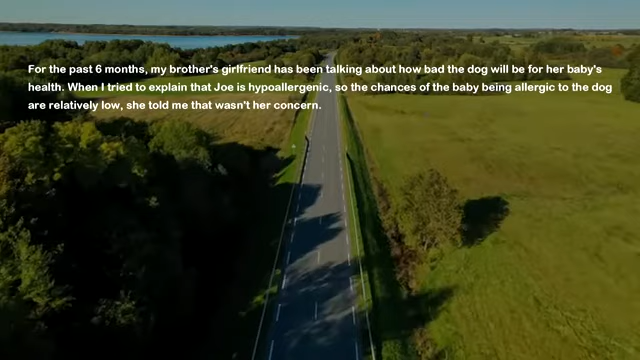 For the past 6 months, my brother's girlfriend has been talking about how bad the dog will be for her baby's
health. When I tried to explain that Joe is hypoallergenic, so the chances of the baby being allergic to the dog
are relatively low, she told me that wasn't her concern.